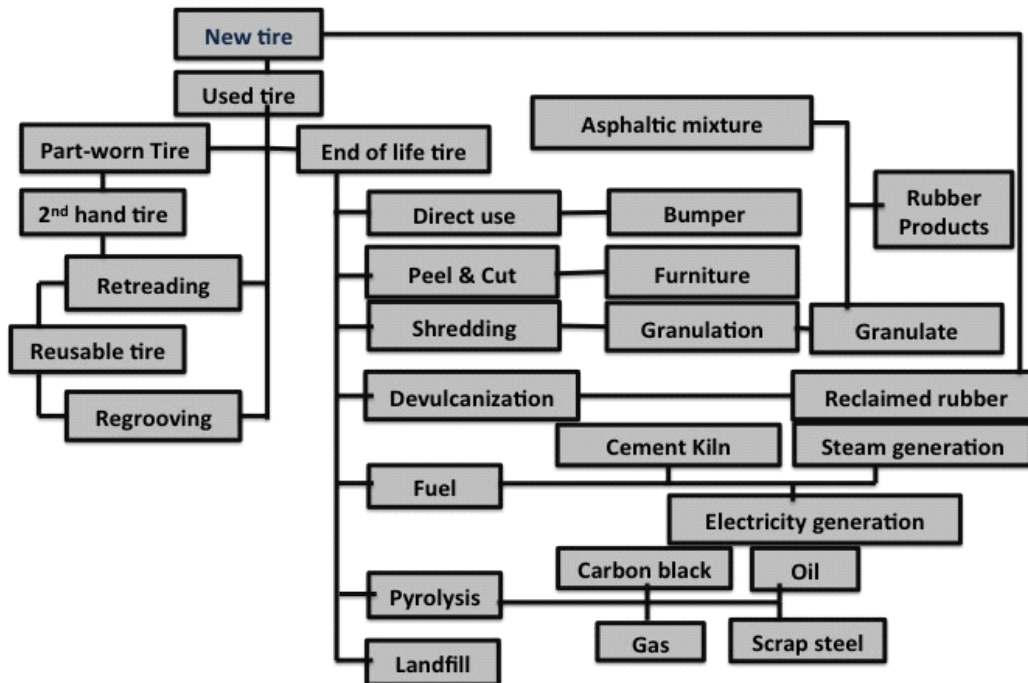 New tire
Used tire
Asphaltic mixture
Part-worn Tire
End of life tire
2nd hand tire
Direct use
Bumper
Rubber
Products
Retreading
Peel & Cut
Furniture
Reusable tire
Shredding
Granulation
Granulate
Regrooving
Devulcanization
Reclaimed rubber
Cement Kiln
Steam generation
Fuel
Electricity generation
Carbon black
Oil
Pyrolysis
Gas
Scrap steel
Landfill